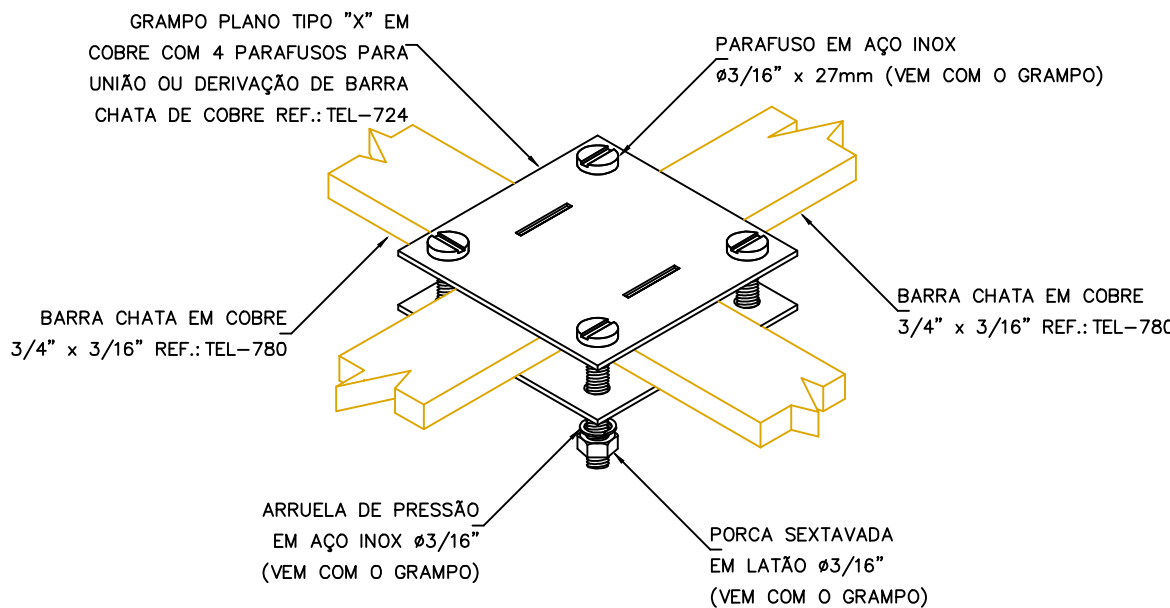 GRAMPO PLANO TIPO "X" EM
COBRE COM 4 PARAFUSOS PARA
UNIÃO OU DERIVAÇÃO DE BARRA
CHATA DE COBRE REF.: TEL-724
PARAFUSO EM AÇO INOX
ø3/16" x 27mm (VEM COM O GRAMPO)
BARRA CHATA EM COBRE
3/4" x 3/16" REF.: TEL-780
BARRA CHATA EM COBRE
3/4" x 3/16" REF.: TEL-780
ARRUELA DE PRESSÃO
EM AÇO INOX ø3/16"
(VEM COM O GRAMPO)
PORCA SEXTAVADA
EM LATÃO ø3/16"
(VEM COM O GRAMPO)